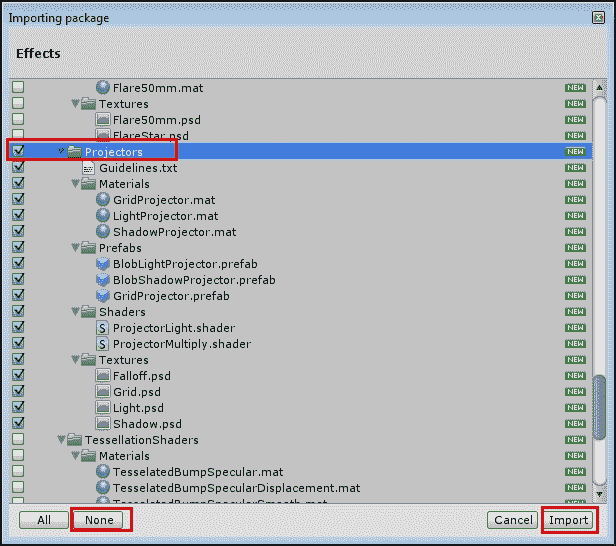 Importing package
Effects
Flare50mm.mat NEW
Textures NEW
Flare50mm.psd NEW
FlareStar.psd NEW
Projectors NEW
Guidelines.txt NEW
Materials NEW
GridProjector.mat NEW
LightProjector.mat NEW
ShadowProjector.mat NEW
Prefabs NEW
BlobLightProjector.prefab NEW
BlobShadowProjector.prefab NEW
GridProjector.prefab NEW
Shaders NEW
S ProjectorLight.shader NEW
S ProjectorMultiply.shader NEW
Textures NEW
Falloff.psd NEW
Grid.psd NEW
Light.psd NEW
Shadow.psd NEW
TessellationShaders NEW
Materials NEW
TesselatedBumpSpecular.mat NEW
TesselatedBumpSpecularDisplacement.mat NEW
TesselatedBumpSpecularSmooth.mat NEW
All None Cancel Import